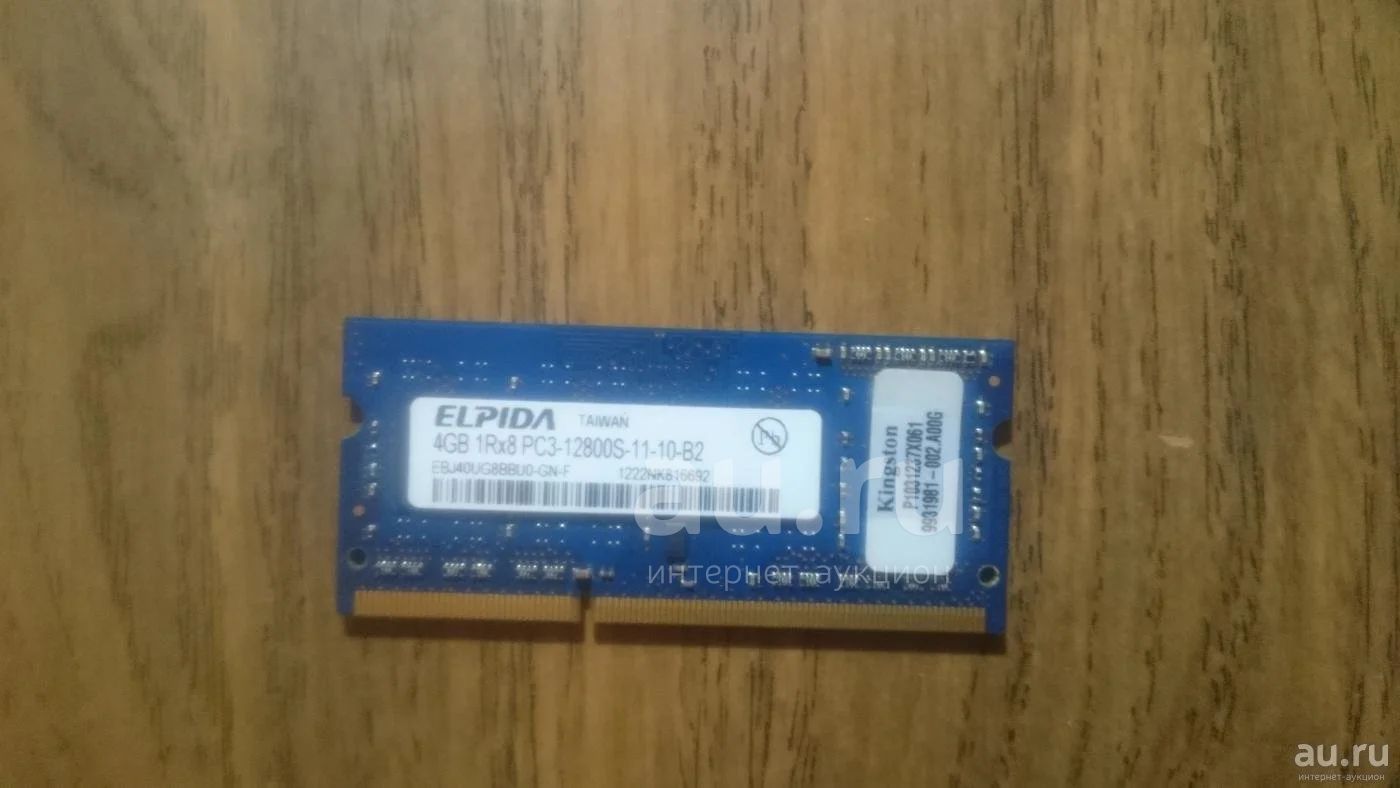 ELPIDA TAIWAN
4GB 1Rx8 PC3-12800S-11-10-B2
EBJ40UG8BBU0-GN-F 1222NK816692
Kingston
P1031237X061
9931981-002.A00G
au.ru
интернет-аукцион
au.ru
интернет-аукцион